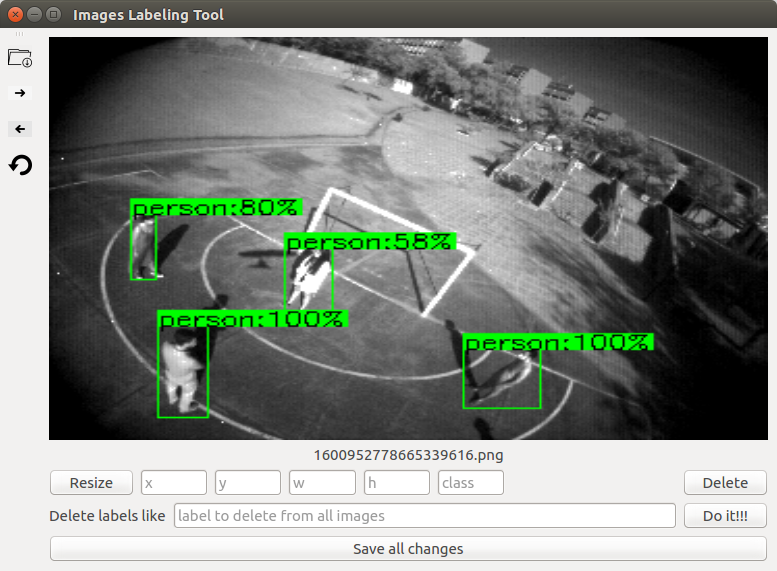 Images Labeling Tool
person:80%
person:58%
person:100%
person:100%
1600952778665339616.png
Resize x y w h class Delete
Delete labels like label to delete from all images Do it!!!
Save all changes